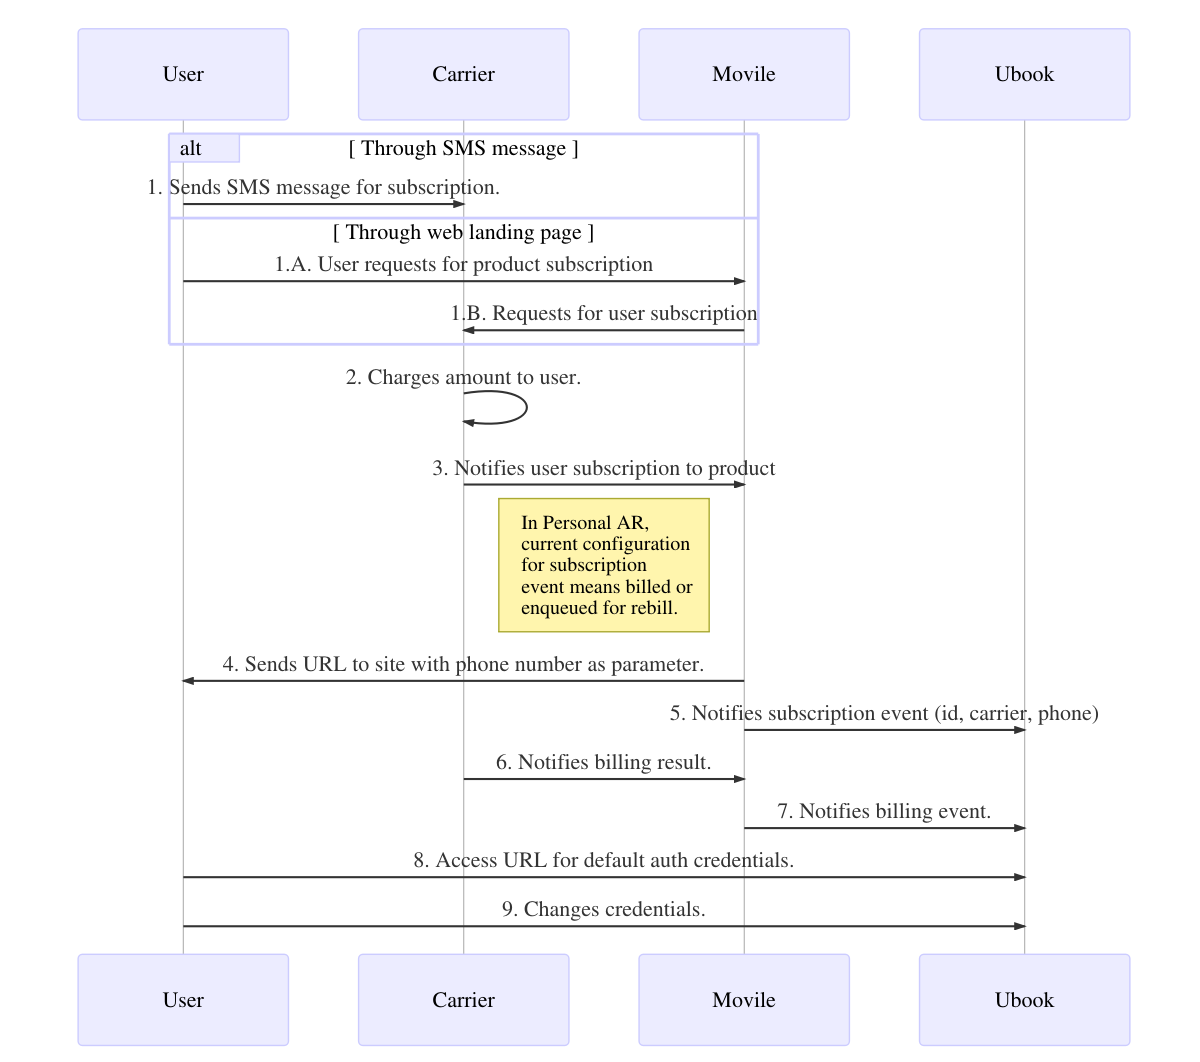 User
Carrier
Movile
Ubook
alt
[ Through SMS message ]
1. Sends SMS message for subscription.
[ Through web landing page ]
1.A. User requests for product subscription
1.B. Requests for user subscription
2. Charges amount to user.
3. Notifies user subscription to product
In Personal AR,
current configuration
for subscription
event means billed or
enqueued for rebill.
4. Sends URL to site with phone number as parameter.
5. Notifies subscription event (id, carrier, phone)
6. Notifies billing result.
7. Notifies billing event.
8. Access URL for default auth credentials.
9. Changes credentials.
User
Carrier
Movile
Ubook